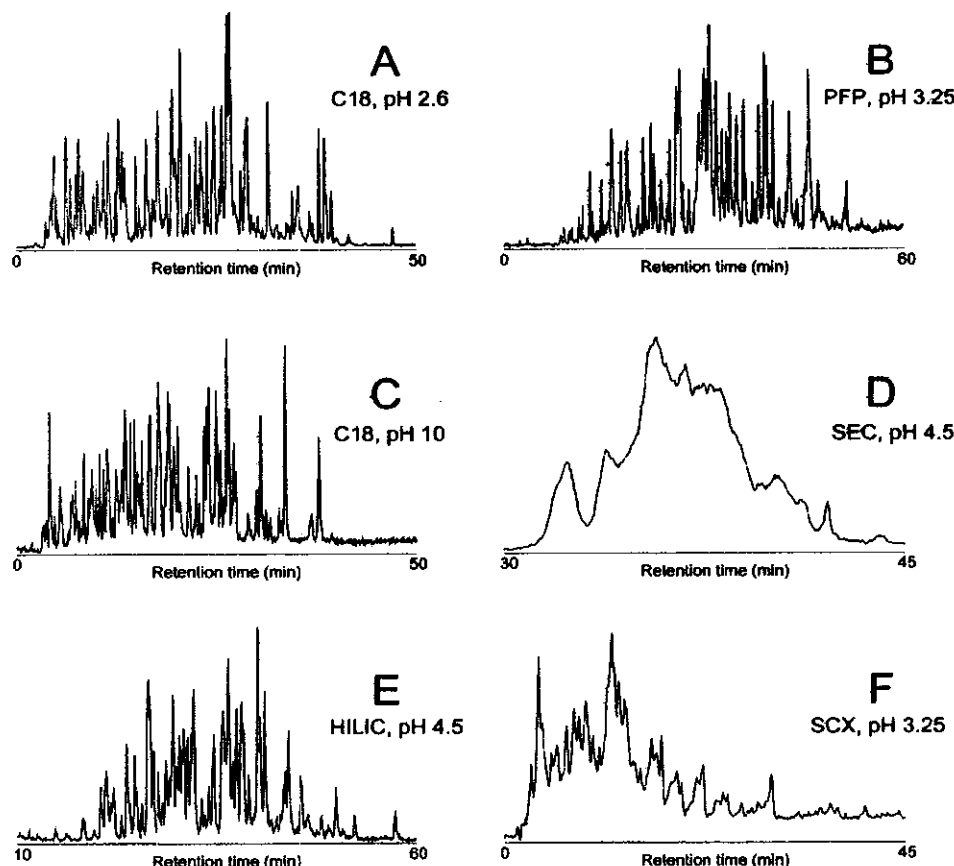 A
C18, pH 2.6
0
50
Retention time (min)
B
PFP, pH 3.25
0
60
Retention time (min)
C
C18, pH 10
0
50
Retention time (min)
D
SEC, pH 4.5
30
45
Retention time (min)
E
HILIC, pH 4.5
10
60
Retention time (min)
F
SCX, pH 3.25
0
45
Retention time (min)